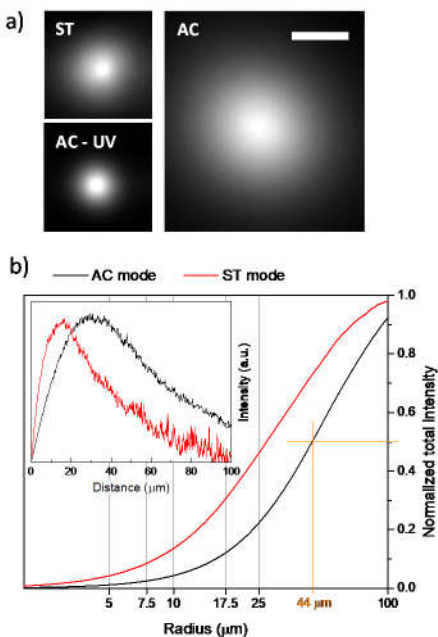 a)
ST
AC
AC - UV
b)
AC mode
ST mode
1.0
0.8
0.6
0.4
0.2
0.0
Normalized total Intensity
Intensity (a.u.)
0 20 40 60 80 100
Distance (μm)
5 7.5 10 17.5 25 44 μm 100
Radius (μm)